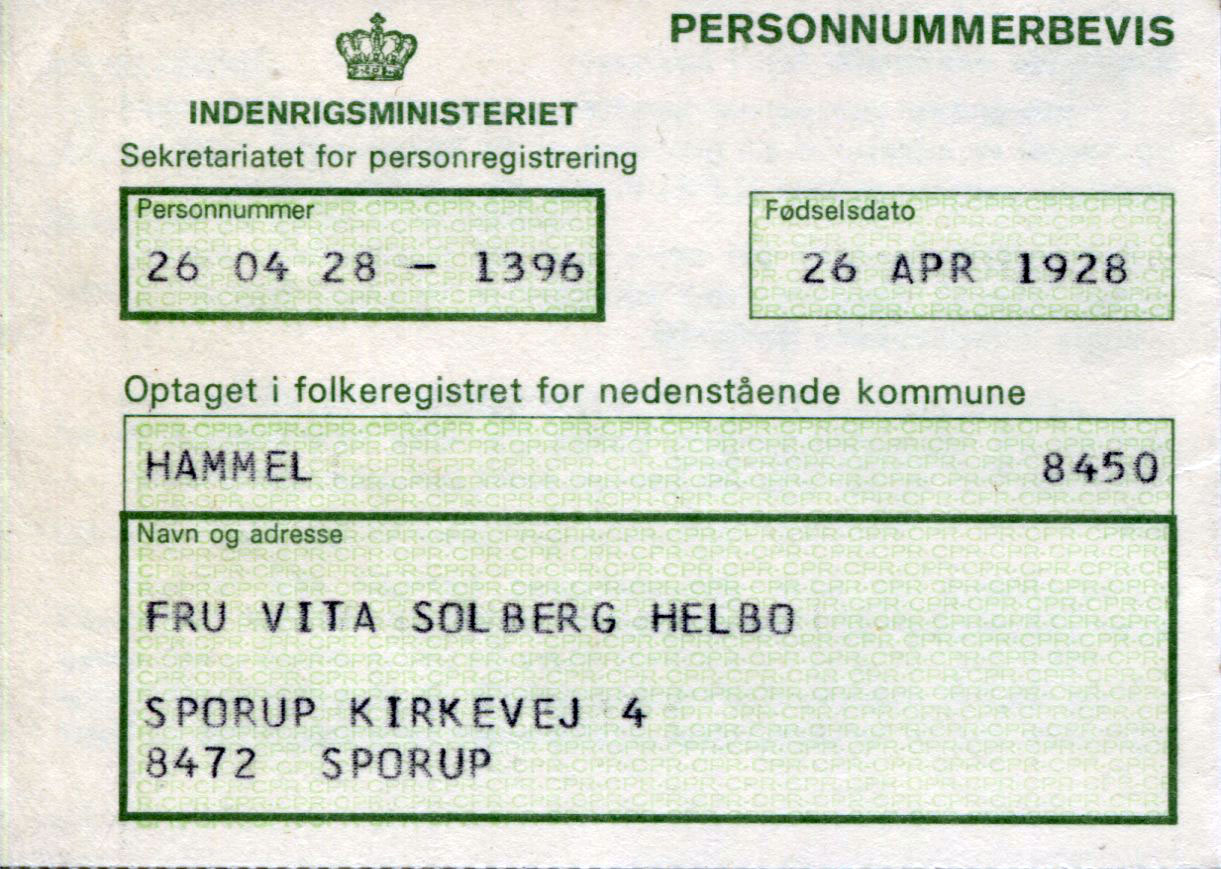 PERSONNUMMERBEVIS
INDENRIGSMINISTERIET
Sekretariatet for personregistrering
Personnummer
26 04 28 - 1396
Fødselsdato
26 APR 1928
Optaget i folkeregistret for nedenstående kommune
HAMMEL 8450
Navn og adresse
FRU VITA SOLBERG HELBO
SPORUP KIRKEVEJ 4
8472 SPORUP